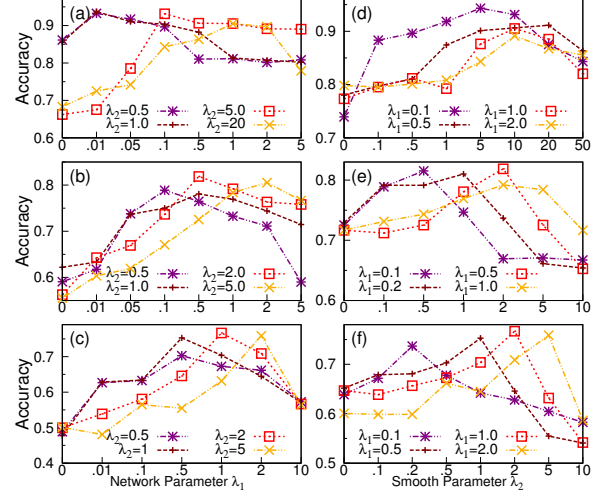 (a)
Accuracy
0.9
0.8
0.7
0.6
λ2=0.5
λ2=5.0
λ2=1.0
λ2=20
0 .01 .05 .1 .5 1 2 5
(d)
0.9
0.8
0.7
0.6
λ1=0.1
λ1=1.0
λ1=0.5
λ1=2.0
0 .1 .5 1 5 10 20 50
(b)
Accuracy
0.8
0.7
0.6
λ2=0.5
λ2=2.0
λ2=1.0
λ2=5.0
0 .01 .05 .1 .5 1 2 5
(e)
0.8
0.7
0.6
λ1=0.1
λ1=0.5
λ1=0.2
λ1=1.0
0 .1 .5 1 2 5 10
(c)
Accuracy
0.7
0.6
0.5
0.4
λ2=0.5
λ2=2
λ2=1
λ2=5
0 .01 .1 .5 1 2 10
Network Parameter λ1
(f)
0.7
0.6
0.5
λ1=0.1
λ1=1.0
λ1=0.5
λ1=2.0
0 .1 .2 .5 1 2 5 10
Smooth Parameter λ2